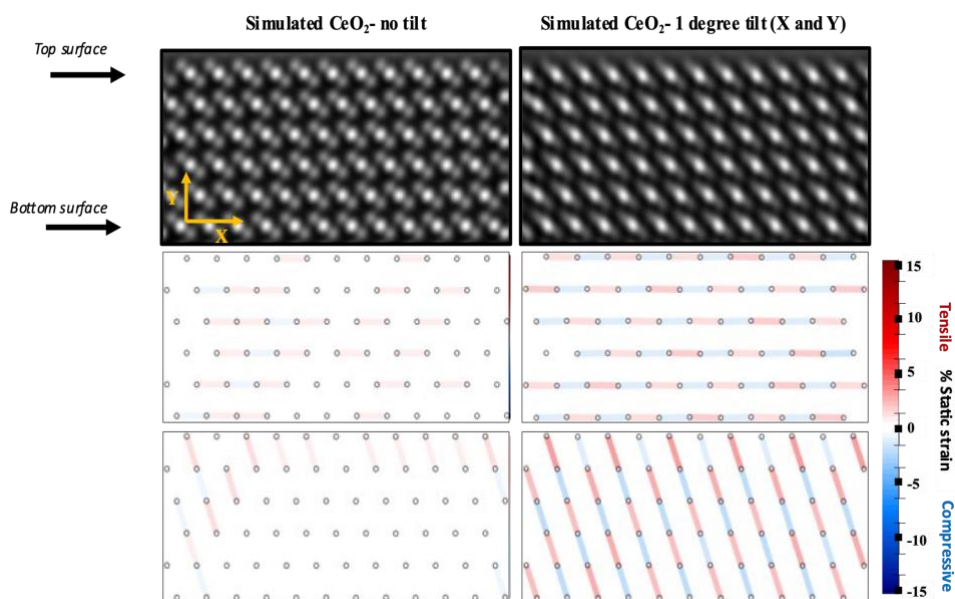 Simulated CeO₂- no tilt
Simulated CeO₂- 1 degree tilt (X and Y)
Top surface
Bottom surface
Y
X
15
10
5
0
-5
-10
-15
Tensile
% Static strain
Compressive